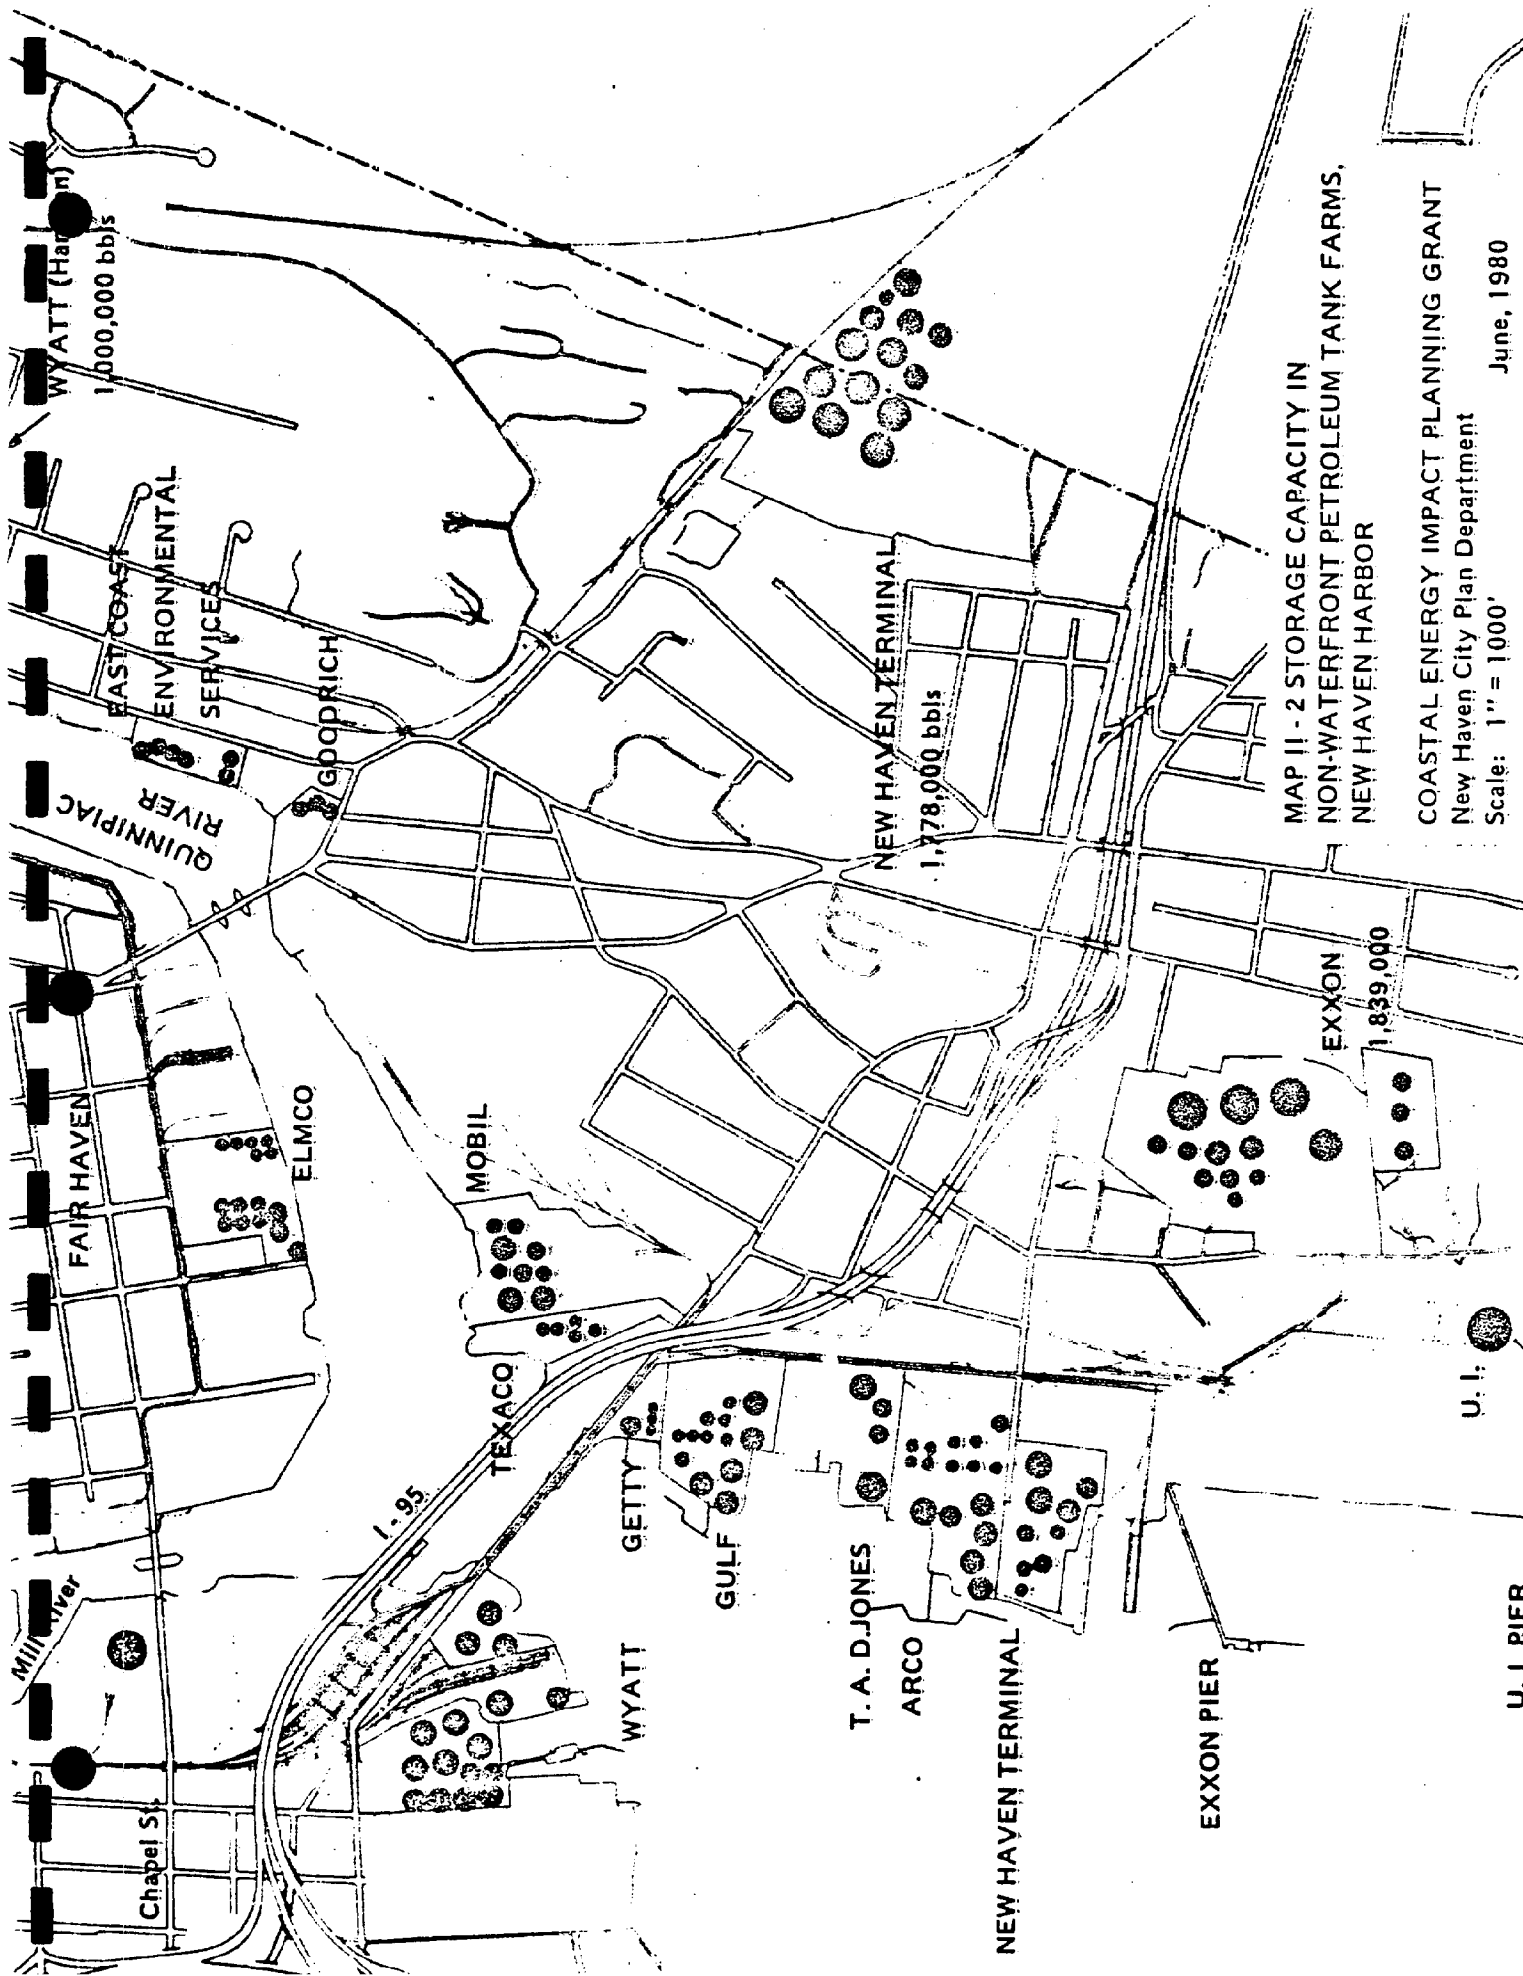 WYATT
1,000,000 bbls
EAST COAST
ENVIRONMENTAL
SERVICES
GOODRICH
QUINNIPIAC
RIVER
FAIR HAVEN
ELMCO
MOBIL
TEXACO
I-95
Mill River
Chapel St.
WYATT
GETTY
GULF
T. A. D. JONES
ARCO
NEW HAVEN TERMINAL
EXXON PIER
U. I. PIER
U. I.
EXXON
1,839,000
NEW HAVEN TERMINAL
1,778,000 bbls
MAP II - 2 STORAGE CAPACITY IN
NON-WATERFRONT PETROLEUM TANK FARMS,
NEW HAVEN HARBOR
COASTAL ENERGY IMPACT PLANNING GRANT
New Haven City Plan Department
Scale: 1" = 1000'
June, 1980